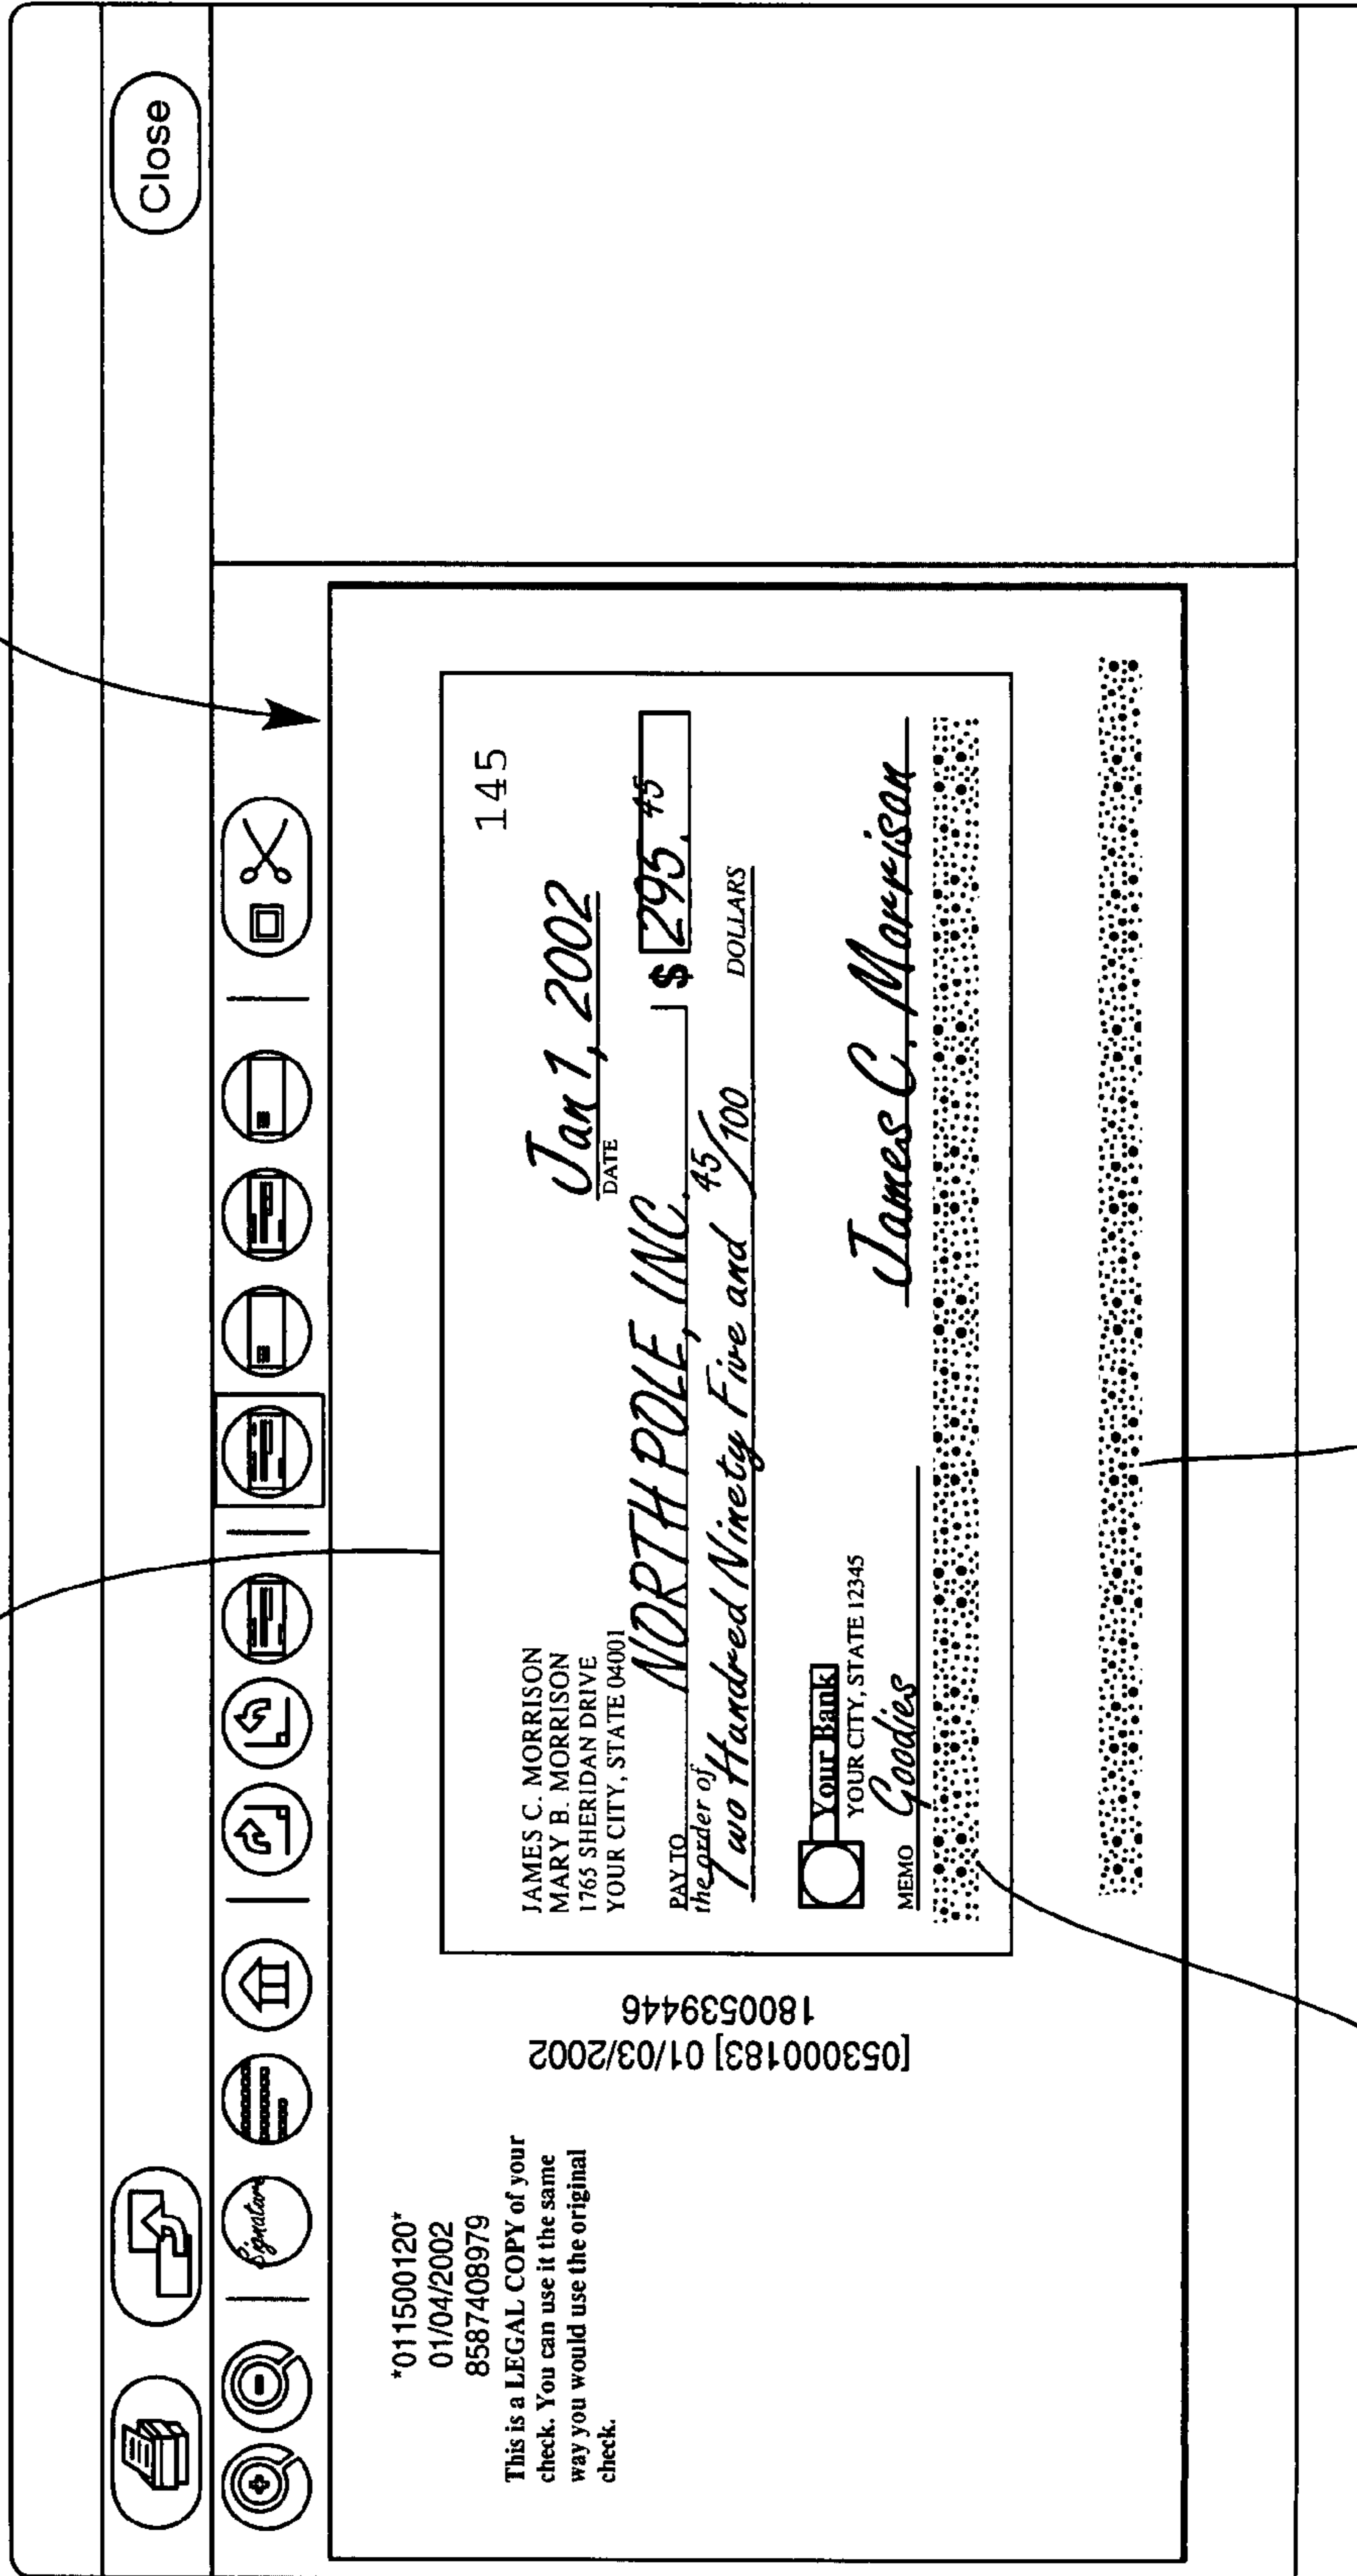 Close
Signature
*011500120*
01/04/2002
8587408979
This is a LEGAL COPY of your
check. You can use it the same
way you would use the original
check.
[053000183] 01/03/2002
1800539446
145
JAMES C. MORRISON
MARY B. MORRISON
1765 SHERIDAN DRIVE
YOUR CITY, STATE 04001
Jan 1, 2002
DATE
PAY TO
the order of NORTH POLE, INC. $ 295.45
Two Hundred Ninety Five and 45/100 DOLLARS
Your Bank
YOUR CITY, STATE 12345
MEMO Goodies James C. Morrison